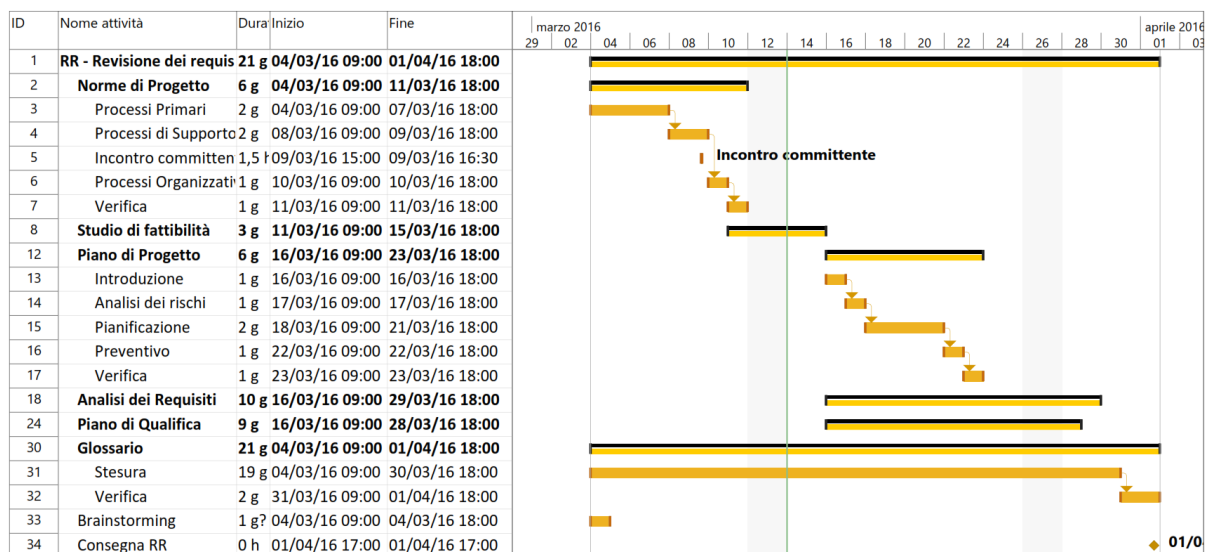 ID Nome attività Durat Inizio Fine marzo 2016 aprile 2016
29 02 04 06 08 10 12 14 16 18 20 22 24 26 28 30 01 03
1 RR - Revisione dei requis 21 g 04/03/16 09:00 01/04/16 18:00
2 Norme di Progetto 6 g 04/03/16 09:00 11/03/16 18:00
3 Processi Primari 2 g 04/03/16 09:00 07/03/16 18:00
4 Processi di Supporto 2 g 08/03/16 09:00 09/03/16 18:00
5 Incontro committen 1,5 h 09/03/16 15:00 09/03/16 16:30 Incontro committente
6 Processi Organizzati 1 g 10/03/16 09:00 10/03/16 18:00
7 Verifica 1 g 11/03/16 09:00 11/03/16 18:00
8 Studio di fattibilità 3 g 11/03/16 09:00 15/03/16 18:00
12 Piano di Progetto 6 g 16/03/16 09:00 23/03/16 18:00
13 Introduzione 1 g 16/03/16 09:00 16/03/16 18:00
14 Analisi dei rischi 1 g 17/03/16 09:00 17/03/16 18:00
15 Pianificazione 2 g 18/03/16 09:00 21/03/16 18:00
16 Preventivo 1 g 22/03/16 09:00 22/03/16 18:00
17 Verifica 1 g 23/03/16 09:00 23/03/16 18:00
18 Analisi dei Requisiti 10 g 16/03/16 09:00 29/03/16 18:00
24 Piano di Qualifica 9 g 16/03/16 09:00 28/03/16 18:00
30 Glossario 21 g 04/03/16 09:00 01/04/16 18:00
31 Stesura 19 g 04/03/16 09:00 30/03/16 18:00
32 Verifica 2 g 31/03/16 09:00 01/04/16 18:00
33 Brainstorming 1 g? 04/03/16 09:00 04/03/16 18:00
34 Consegna RR 0 h 01/04/16 17:00 01/04/16 17:00 01/0